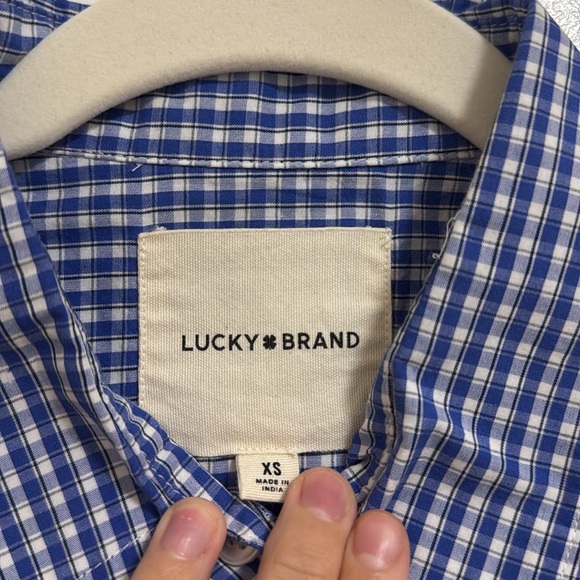 LUCKY BRAND
XS
MADE IN
INDIA